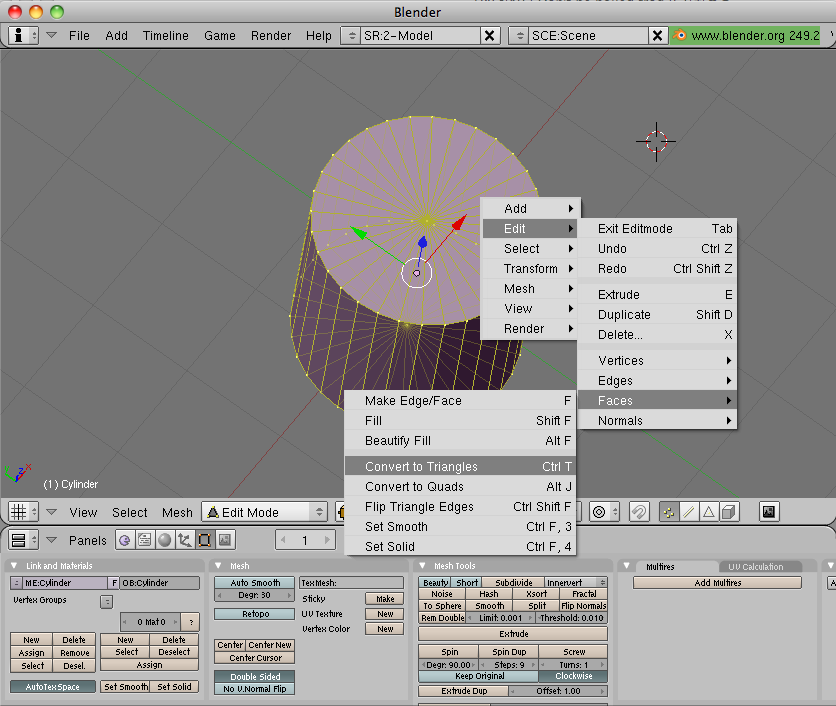 Blender
File Add Timeline Game Render Help SR:2-Model SCE:Scene www.blender.org 249.2
Add
Edit
Select
Transform
Mesh
View
Render
Exit Editmode Tab
Undo Ctrl Z
Redo Ctrl Shift Z
Extrude E
Duplicate Shift D
Delete... X
Vertices
Edges
Faces
Normals
Make Edge/Face F
Fill Shift F
Beautify Fill Alt F
Convert to Triangles Ctrl T
Convert to Quads Alt J
Flip Triangle Edges Ctrl Shift F
Set Smooth Ctrl F, 3
Set Solid Ctrl F, 4
z x
(1) Cylinder
View Select Mesh Edit Mode
Panels 1
Link and Materials
ME:Cylinder F OB:Cylinder
Vertex Groups
0 Mat 0 ?
New Delete New Delete
Assign Remove Select Deselect
Select Desel. Assign
AutoTexSpace Set Smooth Set Solid
Mesh
Auto Smooth TexMesh:
Degr: 30 Sticky Make
Retopo UV Texture New
Vertex Color New
Center Center New
Center Cursor
Double Sided
No V.Normal Flip
Mesh Tools
Beauty Short Subdivide Innervert
Noise Hash Xsort Fractal
To Sphere Smooth Split Flip Normals
Rem Double Limit: 0.001 Threshold: 0.010
Extrude
Spin Spin Dup Screw
Degr: 90.00 Steps: 9 Turns: 1
Keep Original Clockwise
Extrude Dup Offset: 1.00
Multires UV Calculation
Add Multires